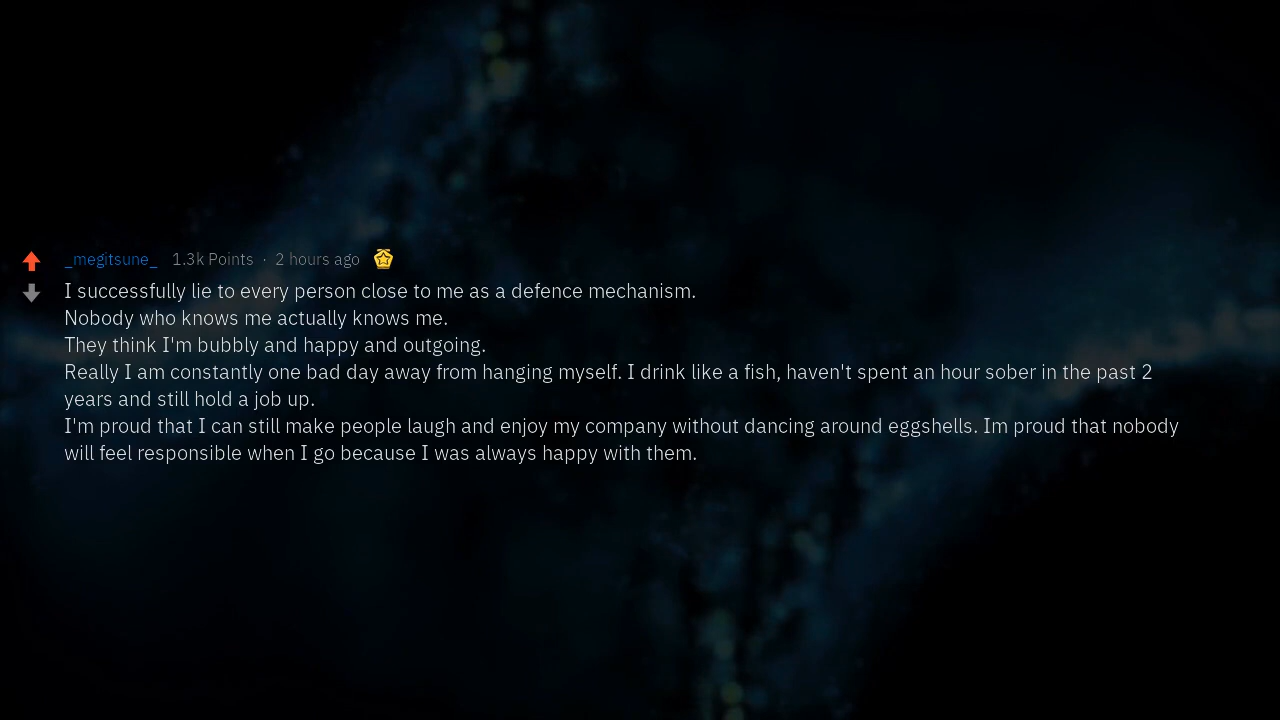 _megitsune_ 1.3k Points · 2 hours ago
I successfully lie to every person close to me as a defence mechanism.
Nobody who knows me actually knows me.
They think I'm bubbly and happy and outgoing.
Really I am constantly one bad day away from hanging myself. I drink like a fish, haven't spent an hour sober in the past 2
years and still hold a job up.
I'm proud that I can still make people laugh and enjoy my company without dancing around eggshells. Im proud that nobody
will feel responsible when I go because I was always happy with them.